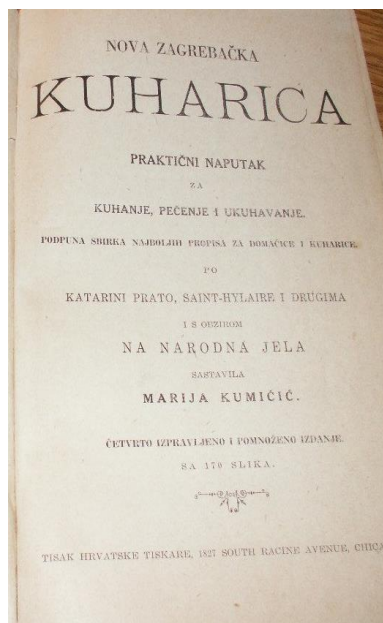 NOVA ZAGREBAČKA
KUHARICA
PRAKTIČNI NAPUTAK
ZA
KUHANJE, PEČENJE I UKUHAVANJE.
PODPUNA SBIRKA NAJBOLJIH PROPISA ZA DOMAĆICE I KUHARICE.
PO
KATARINI PRATO, SAINT-HYLAIRE I DRUGIMA
I S OBZIROM
NA NARODNA JELA
SASTAVILA
MARIJA KUMIČIĆ.
ČETVRTO IZPRAVLJENO I POMNOŽENO IZDANJE.
SA 170 SLIKA.
TISAK HRVATSKE TISKARE, 1827 SOUTH RACINE AVENUE, CHICA